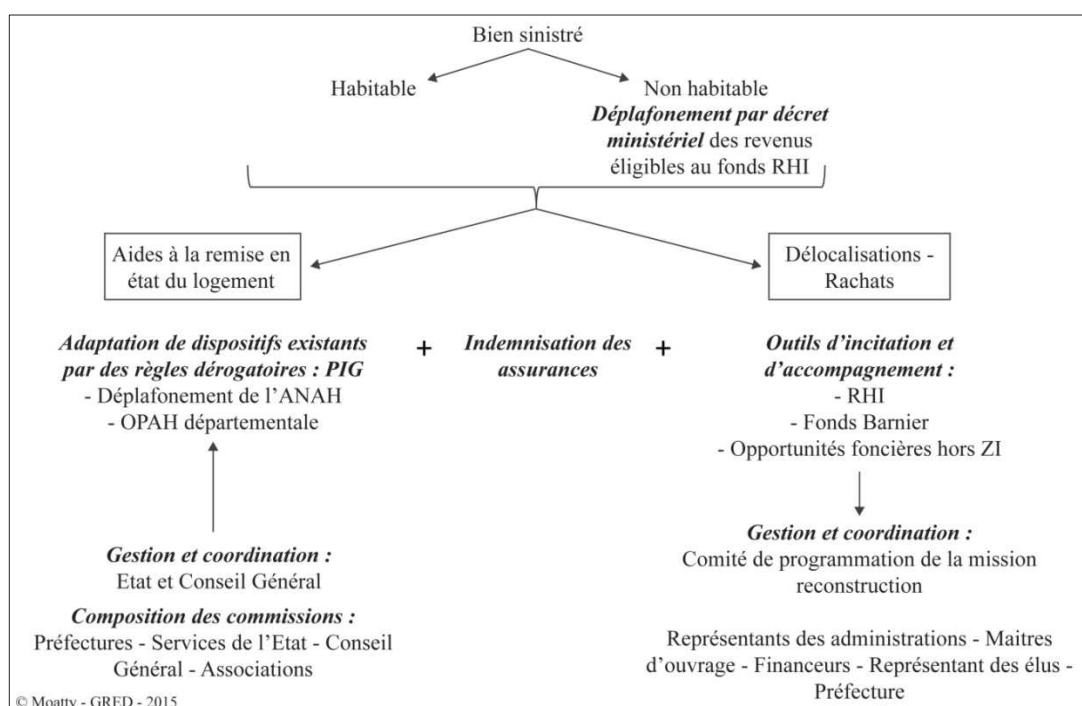 Bien sinistré
Habitable
Non habitable
Déplafonement par décret
ministériel des revenus
éligibles au fonds RHI
Aides à la remise en
état du logement
Délocalisations -
Rachats
Adaptation de dispositifs existants
par des règles dérogatoires : PIG
- Déplafonement de l’ANAH
- OPAH départementale
+
Indemnisation des
assurances
+
Outils d’incitation et
d’accompagnement :
- RHI
- Fonds Barnier
- Opportunités foncières hors ZI
Gestion et coordination :
Etat et Conseil Général
Composition des commissions :
Préfectures - Services de l’Etat - Conseil
Général - Associations
Gestion et coordination :
Comité de programmation de la mission
reconstruction
Représentants des administrations - Maitres
d’ouvrage - Financeurs - Représentant des élus -
Préfecture
© Moatty - GRED - 2015